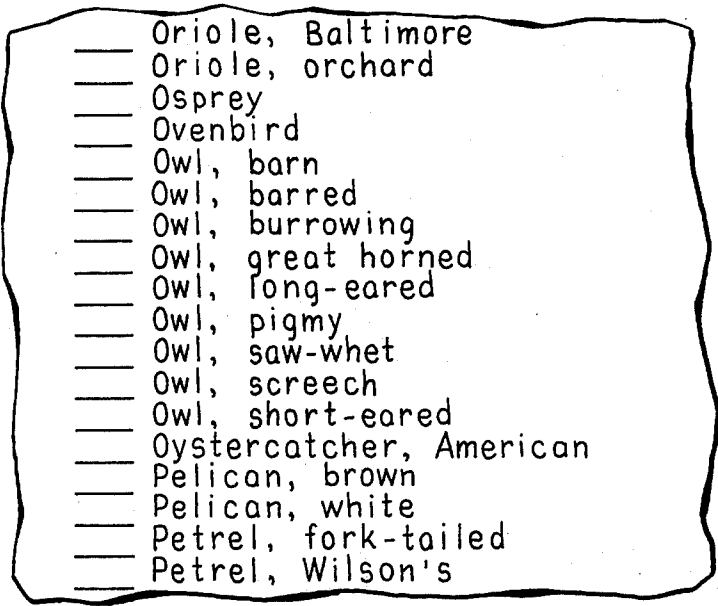 Oriole, Baltimore
Oriole, orchard
Osprey
Ovenbird
Owl, barn
Owl, barred
Owl, burrowing
Owl, great horned
Owl, long-eared
Owl, pigmy
Owl, saw-whet
Owl, screech
Owl, short-eared
Oystercatcher, American
Pelican, brown
Pelican, white
Petrel, fork-tailed
Petrel, Wilson's